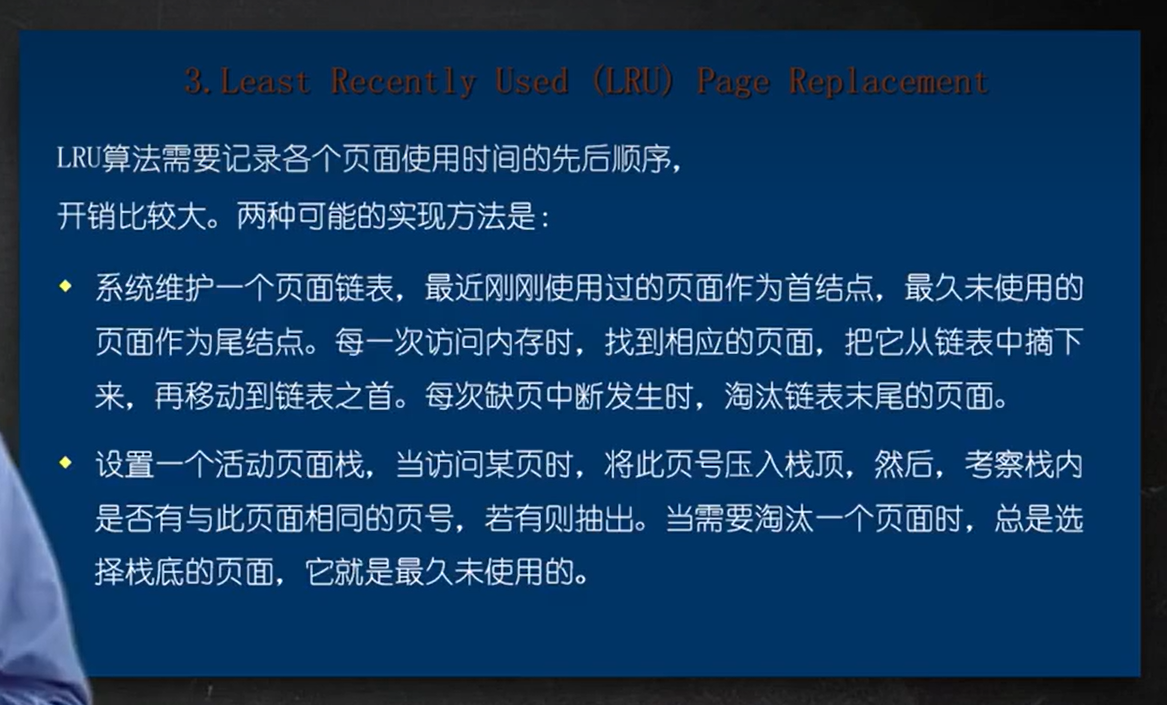 3.Least Recently Used (LRU) Page Replacement
LRU算法需要记录各个页面使用时间的先后顺序，
开销比较大。两种可能的实现方法是：
系统维护一个页面链表，最近刚刚使用过的页面作为首结点，最久未使用的
页面作为尾结点。每一次访问内存时，找到相应的页面，把它从链表中摘下
来，再移动到链表之首。每次缺页中断发生时，淘汰链表末尾的页面。
设置一个活动页面栈，当访问某页时，将此页号压入栈顶，然后，考察栈内
是否有与此页面相同的页号，若有则抽出。当需要淘汰一个页面时，总是选
择栈底的页面，它就是最久未使用的。